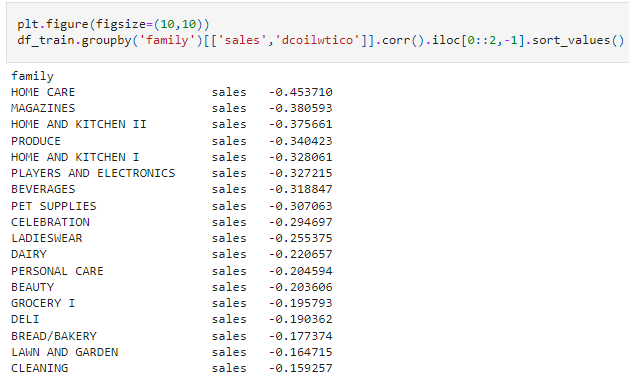 plt.figure(figsize=(10,10))
df_train.groupby('family')[['sales','dcoilwtico']].corr().iloc[0::2,-1].sort_values()
family
HOME CARE sales -0.453710
MAGAZINES sales -0.380593
HOME AND KITCHEN II sales -0.375661
PRODUCE sales -0.340423
HOME AND KITCHEN I sales -0.328061
PLAYERS AND ELECTRONICS sales -0.327215
BEVERAGES sales -0.318847
PET SUPPLIES sales -0.307063
CELEBRATION sales -0.294697
LADIESWEAR sales -0.255375
DAIRY sales -0.220657
PERSONAL CARE sales -0.204594
BEAUTY sales -0.203606
GROCERY I sales -0.195793
DELI sales -0.190362
BREAD/BAKERY sales -0.177374
LAWN AND GARDEN sales -0.164715
CLEANING sales -0.159257